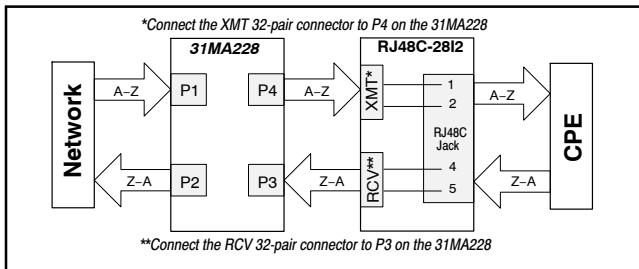 *Connect the XMT 32-pair connector to P4 on the 31MA228
31MA228
RJ48C-28I2
Network
A–Z
P1
P4
A–Z
XMT*
1
2
A–Z
RJ48C
Jack
CPE
Z–A
P2
P3
Z–A
RCV**
4
5
Z–A
**Connect the RCV 32-pair connector to P3 on the 31MA228